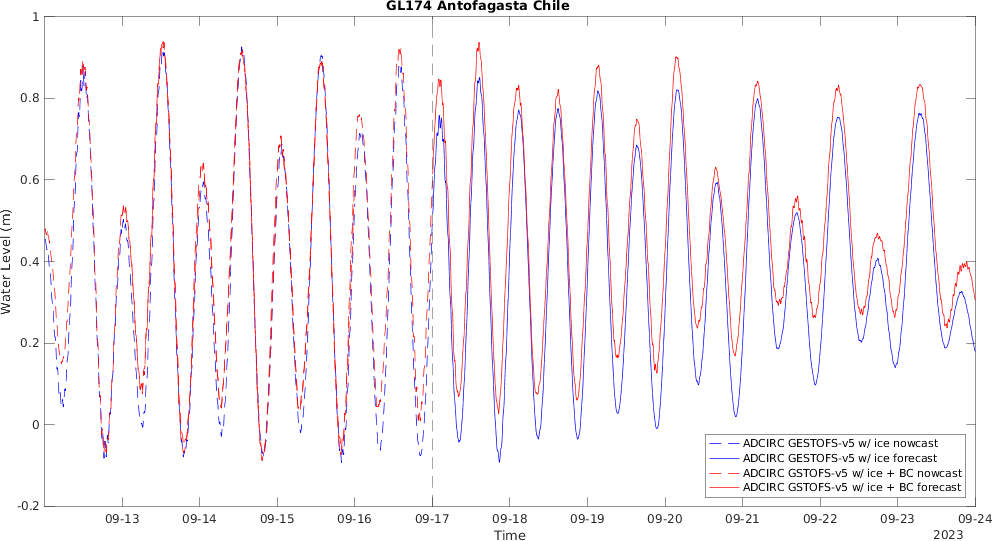 GL174 Antofagasta Chile
1
0.8
0.6
0.4
0.2
0
-0.2
Water Level (m)
ADCIRC GESTOFS-v5 w/ ice nowcast
ADCIRC GESTOFS-v5 w/ ice forecast
ADCIRC GSTOFS-v5 w/ ice + BC nowcast
ADCIRC GSTOFS-v5 w/ ice + BC forecast
09-13 09-14 09-15 09-16 09-17 09-18 09-19 09-20 09-21 09-22 09-23 09-24
Time
2023